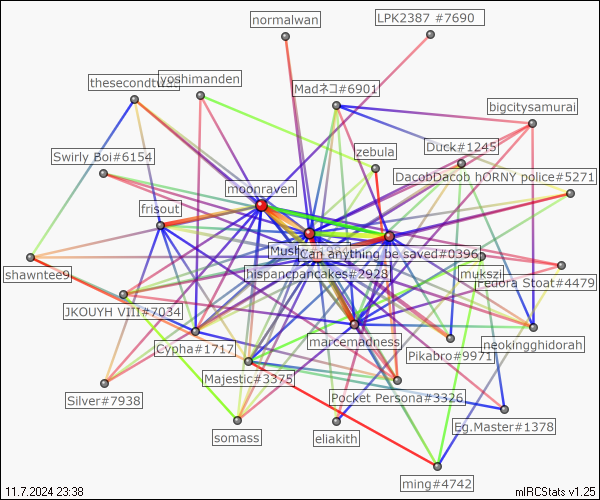 normalwan
LPK2387 #7690
thesecondtu
yoshimanden
Madネコ#6901
bigcitysamurai
Duck#1245
zebula
Swirly Boi#6154
DacobDacob hORNY police#5271
moonraven
frisout
Can anything be saved#0396
shawntee9
hispancpancakes#2928
mukszi
Fedora Stoat#4479
JKOUYH VIII#7034
marcemadness
neokingghidorah
Cypha#1717
Pikabro#9971
Majestic#3375
Silver#7938
Pocket Persona#3326
somass
eliakith
Eg.Master#1378
ming#4742
11.7.2024 23:38
mIRCStats v1.25